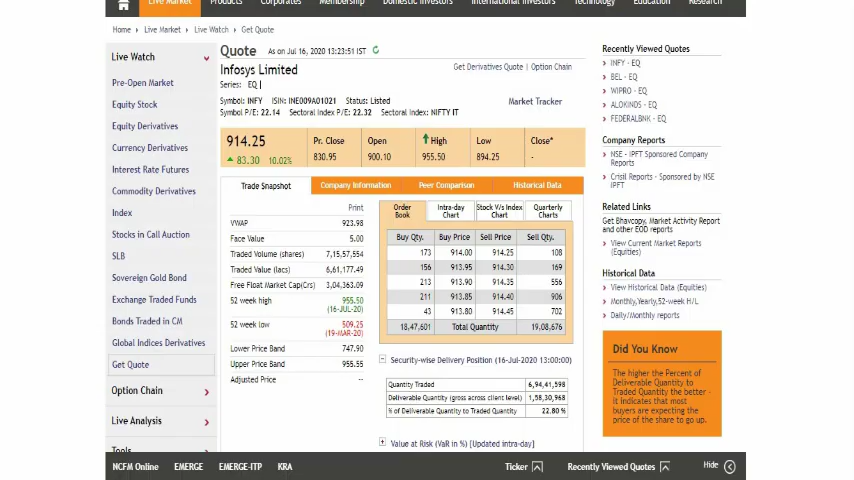 Live Market Products Corporates Membership Domestic Investors International Investors Technology Education Research
Home › Live Market › Live Watch › Get Quote
Live Watch
Pre-Open Market
Equity Stock
Equity Derivatives
Currency Derivatives
Interest Rate Futures
Commodity Derivatives
Index
Stocks in Call Auction
SLB
Sovereign Gold Bond
Exchange Traded Funds
Bonds Traded in CM
Global Indices Derivatives
Get Quote
Option Chain
Live Analysis
Tools
Quote As on Jul 16, 2020 13:23:51 IST
Infosys Limited
Get Derivatives Quote | Option Chain
Series: EQ |
Symbol: INFY ISIN: INE009A01021 Status: Listed
Market Tracker
Symbol P/E: 22.14 Sectoral Index P/E: 22.32 Sectoral Index: NIFTY IT
914.25 Pr. Close Open High Low Close*
83.30 10.02% 830.95 900.10 955.50 894.25 -
Trade Snapshot Company Information Peer Comparison Historical Data
Print
VWAP 923.98
Face Value 5.00
Traded Volume (shares) 7,15,57,554
Traded Value (lacs) 6,61,177.49
Free Float Market Cap(Crs) 3,04,363.09
52 week high 955.50
(16-JUL-20)
52 week low 509.25
(19-MAR-20)
Lower Price Band 747.90
Upper Price Band 955.55
Adjusted Price --
Order Book Intra-day Chart Stock V/s Index Chart Quarterly Charts
Buy Qty. Buy Price Sell Price Sell Qty.
173 914.00 914.25 108
156 913.95 914.30 169
213 913.90 914.35 556
211 913.85 914.40 906
43 913.80 914.45 702
18,47,601 Total Quantity 19,08,676
Security-wise Delivery Position (16-Jul-2020 13:00:00)
Quantity Traded 6,94,41,598
Deliverable Quantity (gross across client level) 1,58,30,968
% of Deliverable Quantity to Traded Quantity 22.80 %
Value at Risk (VaR in %) [Updated intra-day]
Recently Viewed Quotes
INFY - EQ
BEL - EQ
WIPRO - EQ
ALOKINDS - EQ
FEDERALBNK - EQ
Company Reports
NSE - IPFT Sponsored Company
Reports
Crisil Reports - Sponsored by NSE
IPFT
Related Links
Get Bhavcopy, Market Activity Report
and other EOD reports
View Current Market Reports
(Equities)
Historical Data
View Historical Data (Equities)
Monthly,Yearly,52-week H/L
Daily/Monthly reports
Did You Know
The higher the Percent of
Deliverable Quantity to
Traded Quantity the better -
it indicates that most
buyers are expecting the
price of the share to go up.
NCFM Online EMERGE EMERGE-ITP KRA Ticker Recently Viewed Quotes Hide